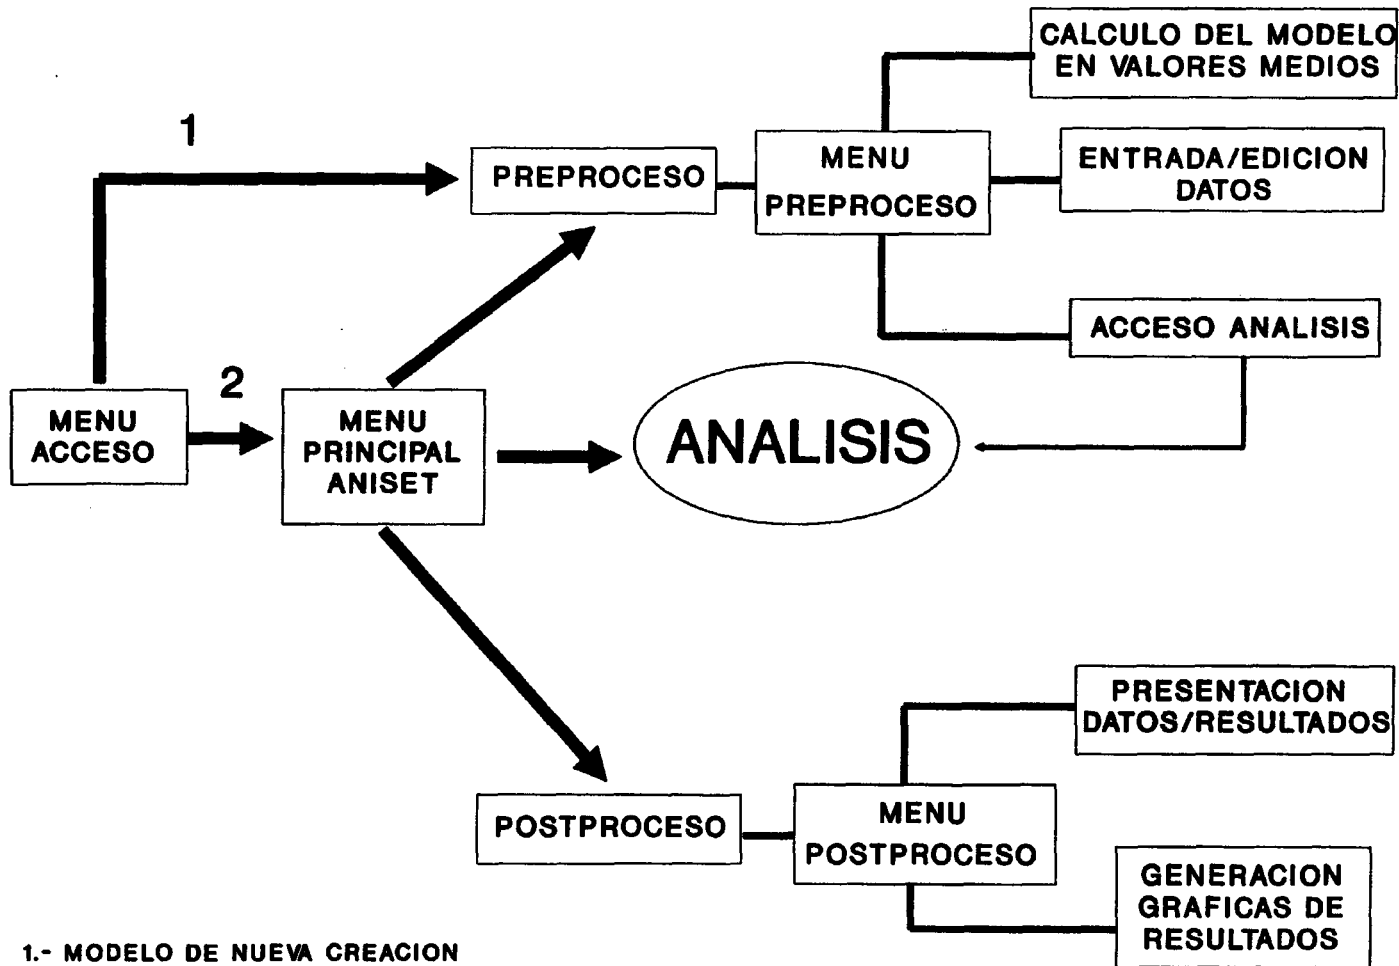 CALCULO DEL MODELO
EN VALORES MEDIOS
1
PREPROCESO
MENU
PREPROCESO
ENTRADA/EDICION
DATOS
ACCESO ANALISIS
2
MENU
ACCESO
MENU
PRINCIPAL
ANISET
ANALISIS
PRESENTACION
DATOS/RESULTADOS
POSTPROCESO
MENU
POSTPROCESO
GENERACION
GRAFICAS DE
RESULTADOS
1.- MODELO DE NUEVA CREACION